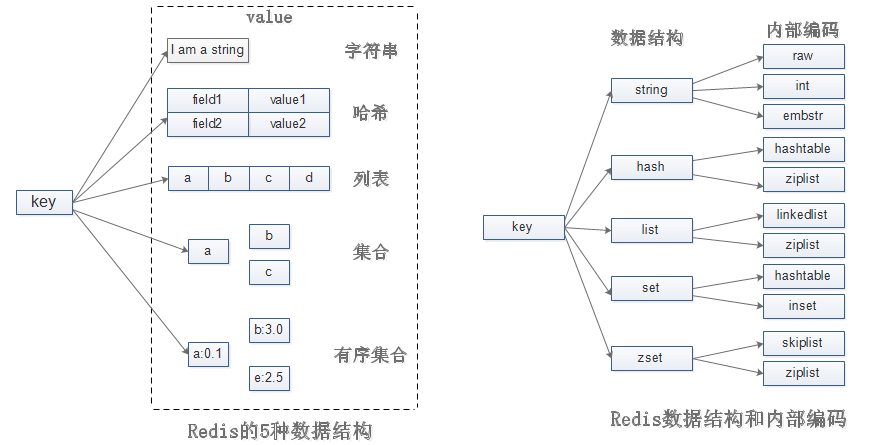 value
I am a string
字符串
field1 value1
field2 value2
哈希
key
a b c d
列表
a
b
c
集合
a:0.1
b:3.0
e:2.5
有序集合
Redis的5种数据结构
数据结构
内部编码
key
string
raw
int
embstr
hash
hashtable
ziplist
list
linkedlist
ziplist
set
hashtable
inset
zset
skiplist
ziplist
Redis数据结构和内部编码